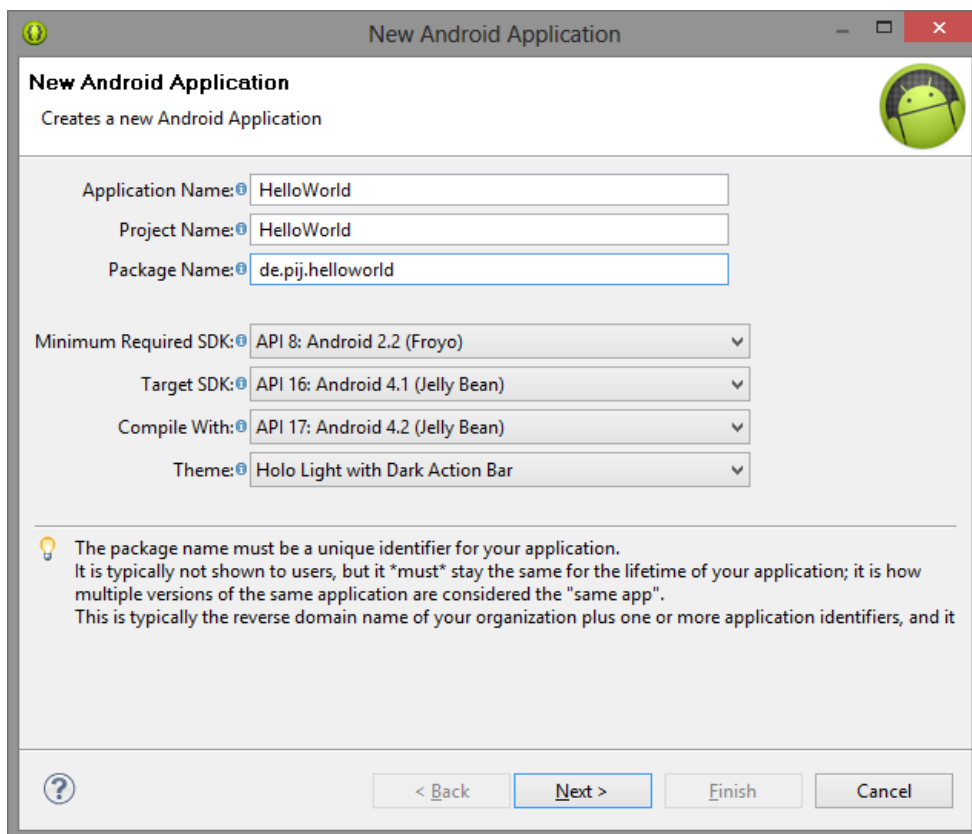 New Android Application
New Android Application
Creates a new Android Application
Application Name: HelloWorld
Project Name: HelloWorld
Package Name: de.pij.helloworld
Minimum Required SDK: API 8: Android 2.2 (Froyo)
Target SDK: API 16: Android 4.1 (Jelly Bean)
Compile With: API 17: Android 4.2 (Jelly Bean)
Theme: Holo Light with Dark Action Bar
The package name must be a unique identifier for your application.
It is typically not shown to users, but it *must* stay the same for the lifetime of your application; it is how
multiple versions of the same application are considered the "same app".
This is typically the reverse domain name of your organization plus one or more application identifiers, and it
< Back Next > Finish Cancel